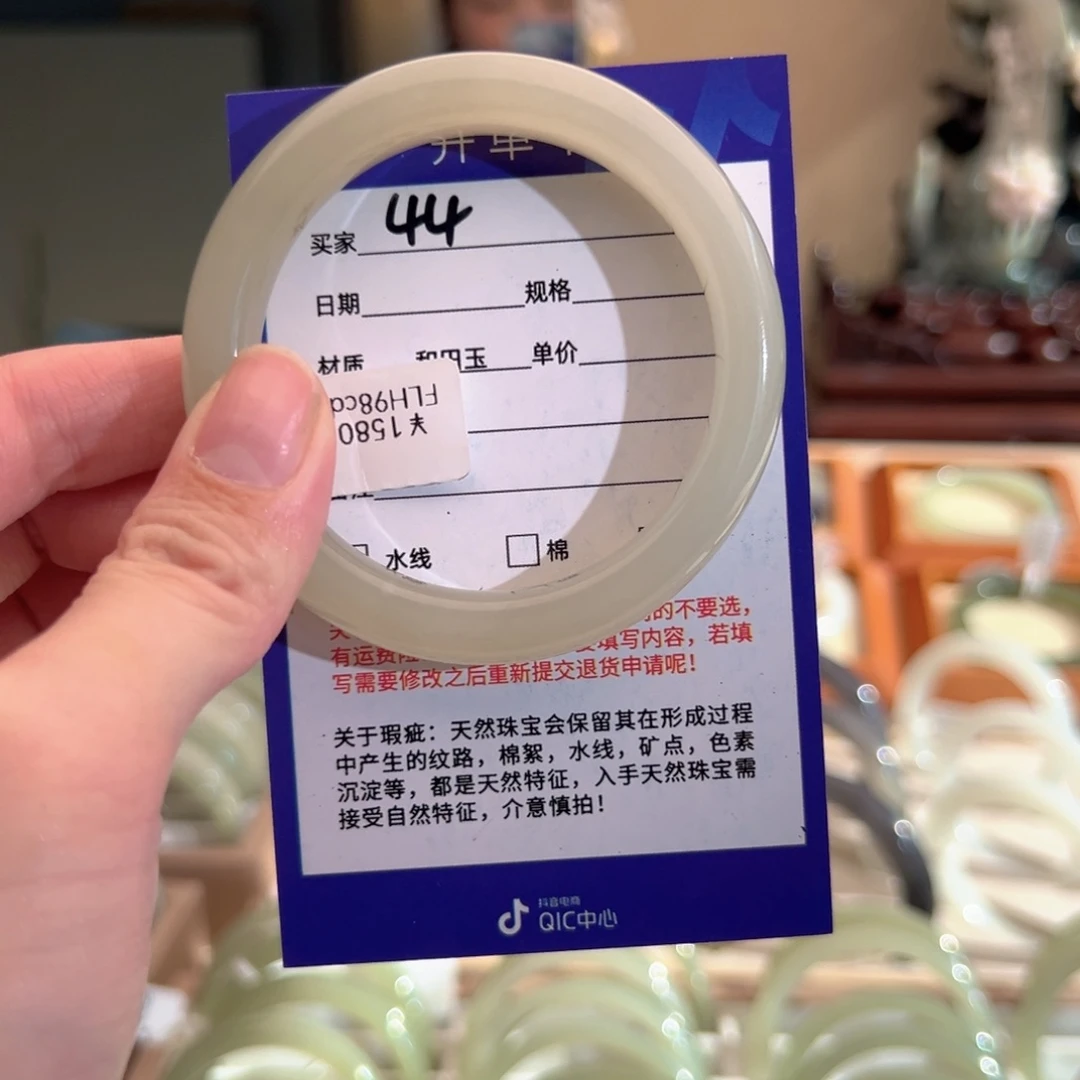 开单
买家 44
日期 规格
材质 和田玉 单价
FLH98cd
¥1580
水线 棉
的不要选，
有运费险 填写内容，若填
写需要修改之后重新提交退货申请呢！
关于瑕疵：天然珠宝会保留其在形成过程
中产生的纹路，棉絮，水线，矿点，色素
沉淀等，都是天然特征，入手天然珠宝需
接受自然特征，介意慎拍！
抖音电商
QIC中心